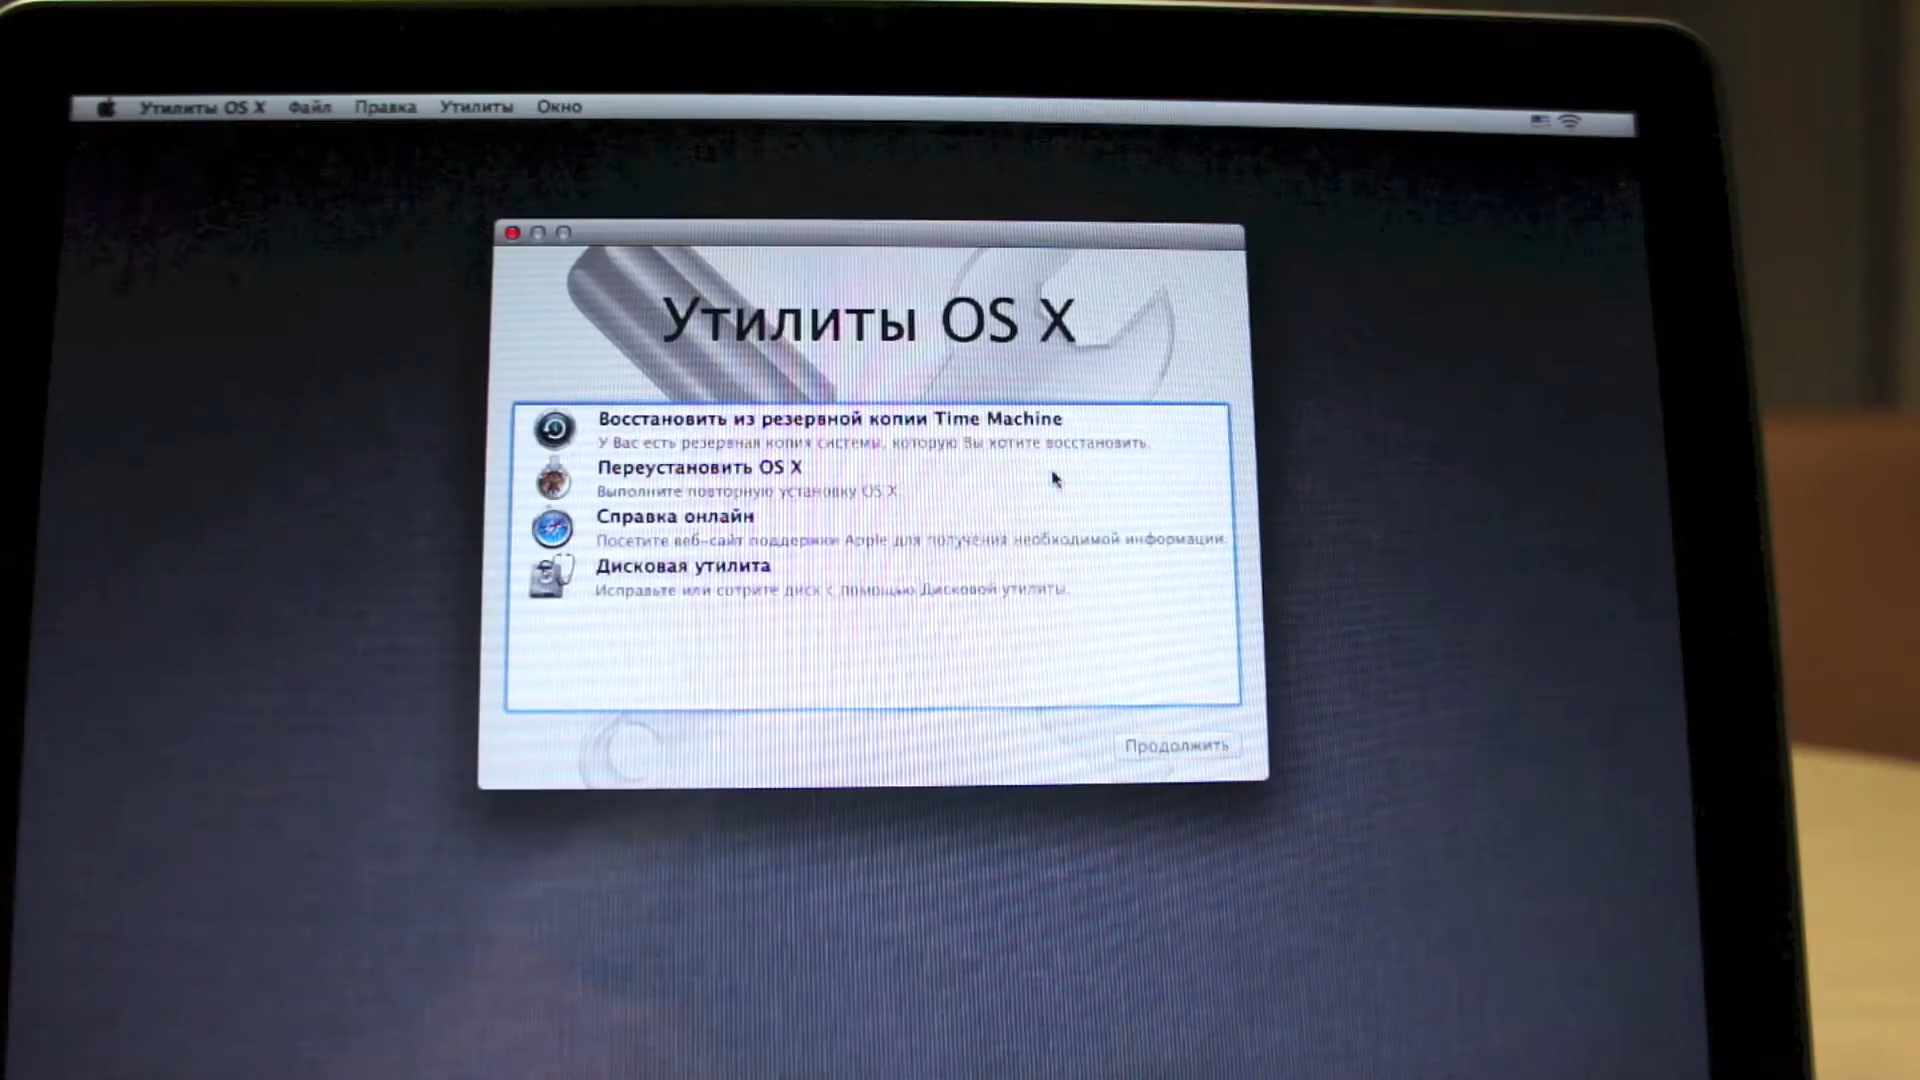 Утилиты OS X Файл Правка Утилиты Окно
Утилиты OS X
Восстановить из резервной копии Time Machine
У Вас есть резервная копия системы, которую Вы хотите восстановить.
Переустановить OS X
Выполните повторную установку OS X
Справка онлайн
Посетите веб-сайт поддержки Apple для получения необходимой информации.
Дисковая утилита
Исправьте или сотрите диск с помощью Дисковой утилиты.
Продолжить